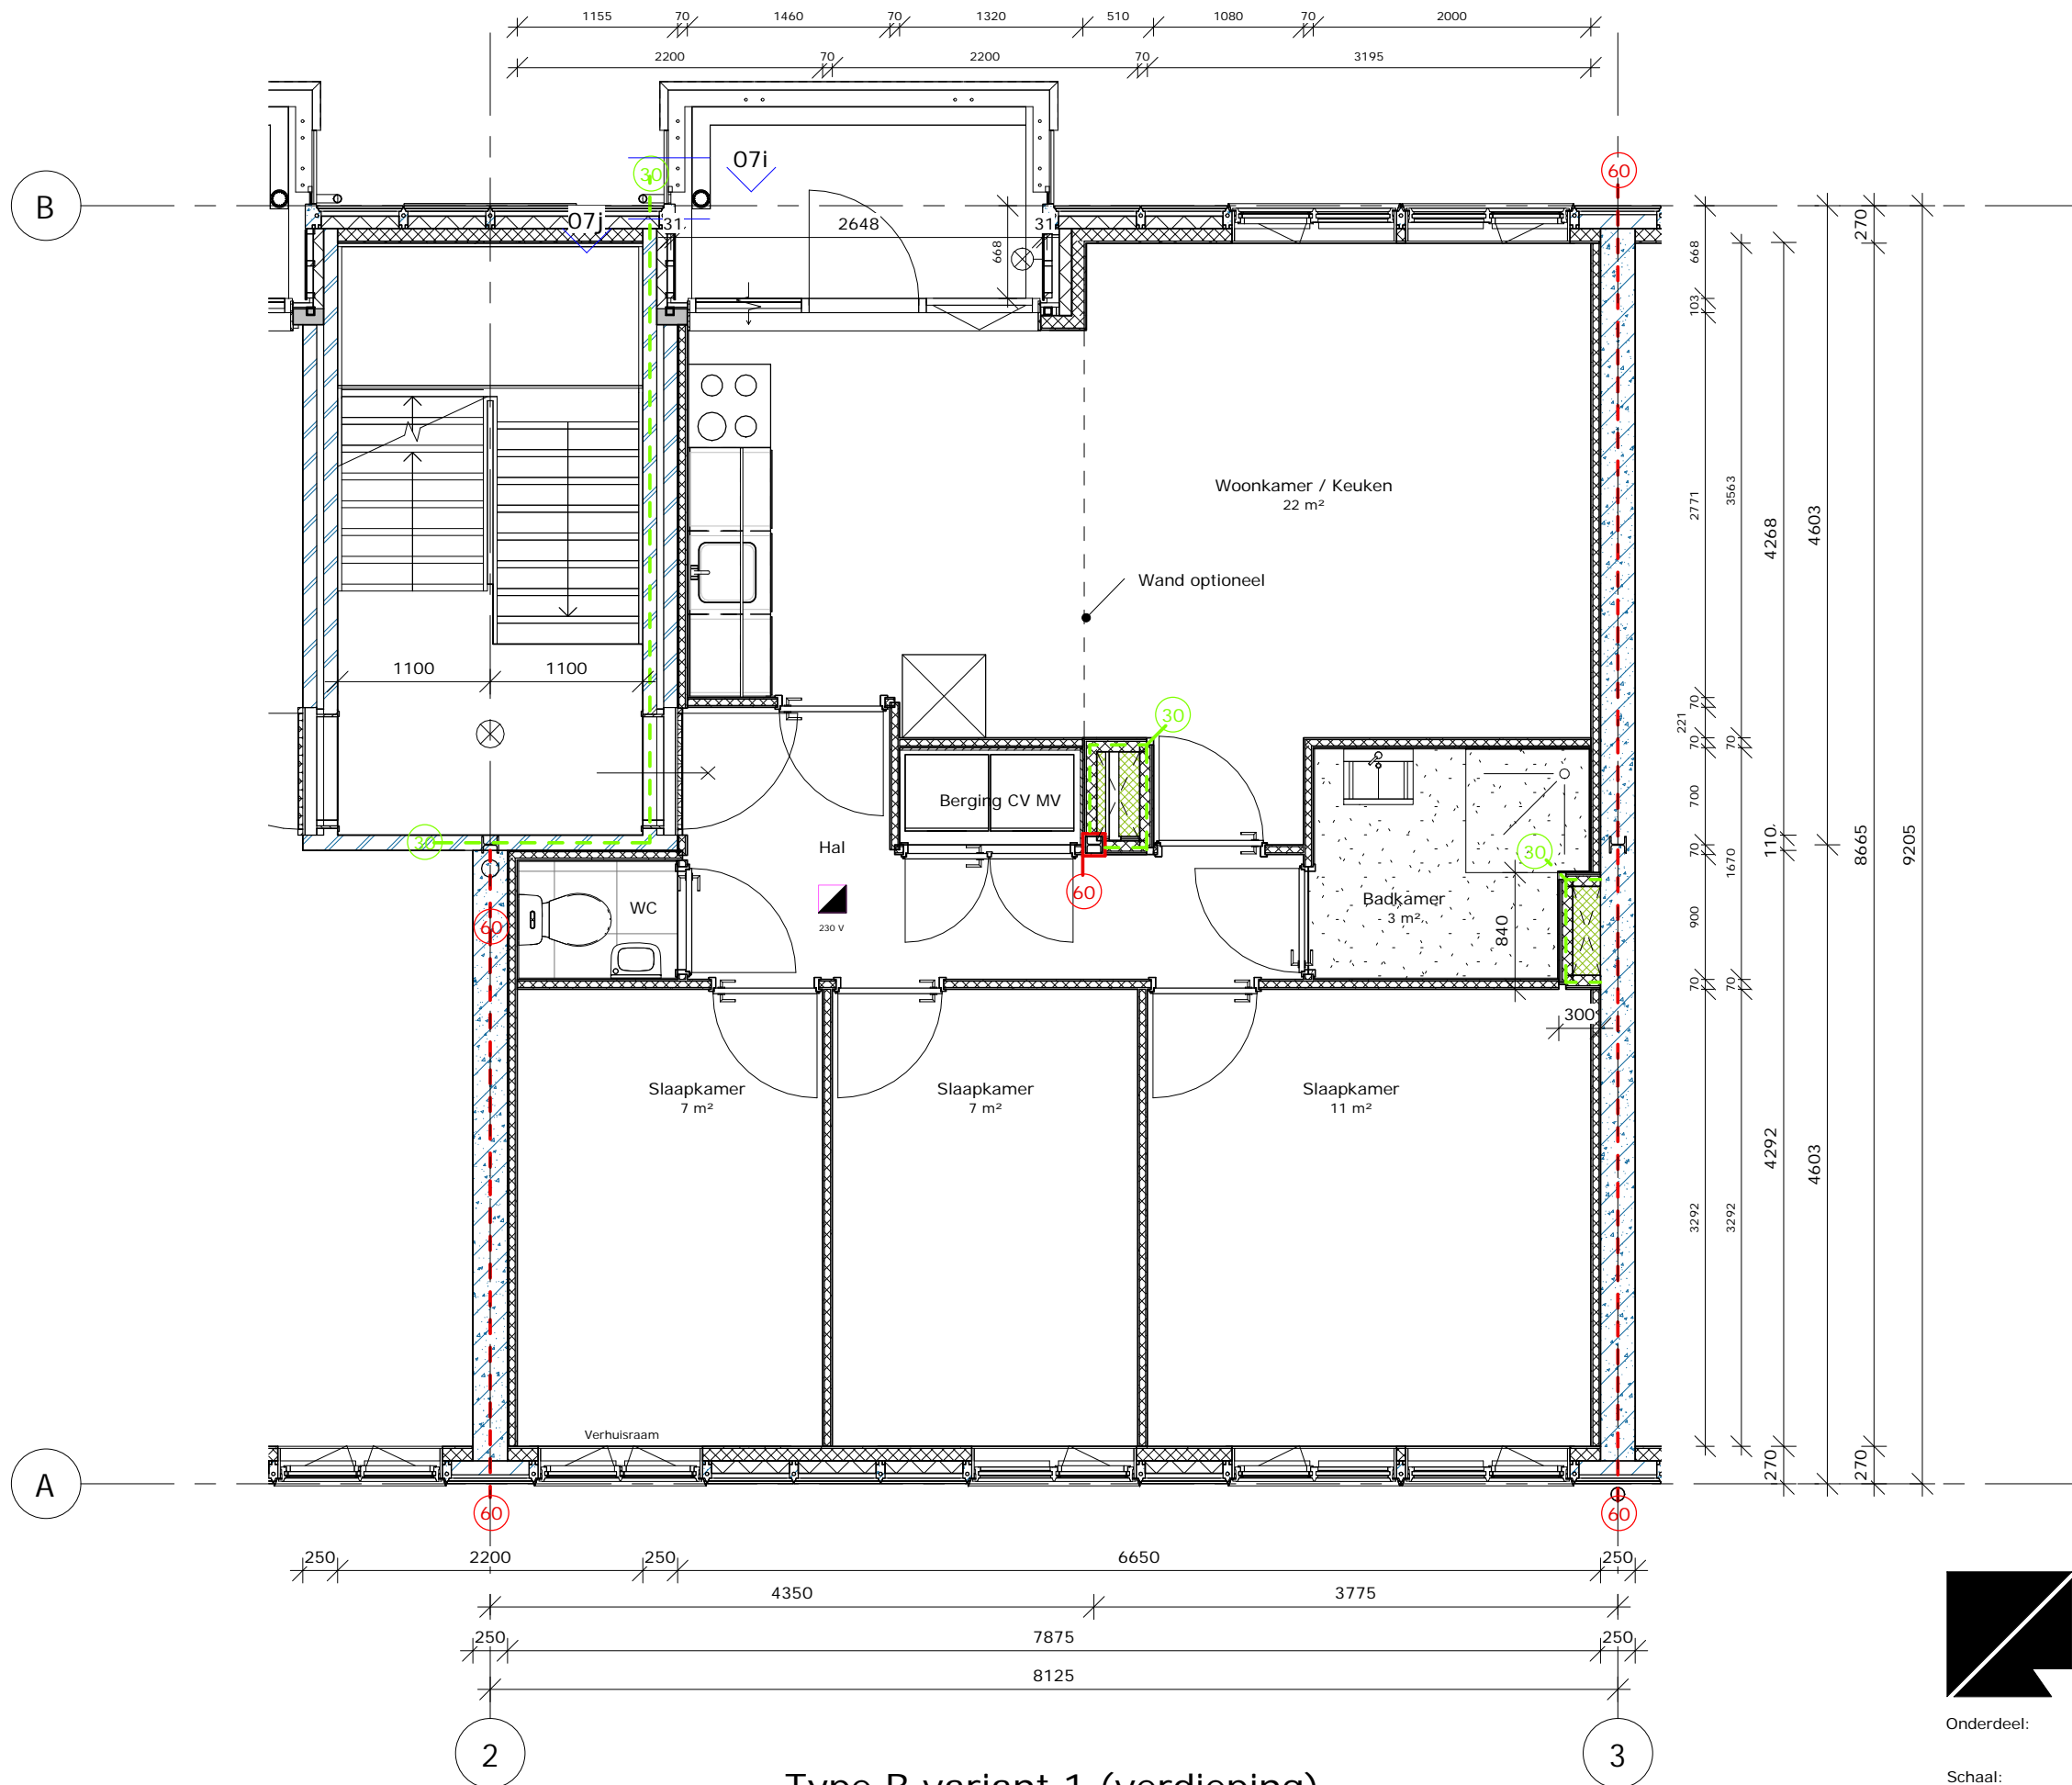 1155 70 1460 70 1320 510 1080 70 2000
2200 70 2200 70 3195
60
30
07i
B
07j
31
2648
31
668
270
668
103
Woonkamer / Keuken
22 m²
2771
3563
4268
4603
Wand optioneel
1100 1100
30
70
221
70
70
Berging CV MV
700
110
8665
9205
30
Hal
30
70
1670
60
WC
Badkamer
3 m²
60
230 V
840
900
70
70
300
Slaapkamer
7 m²
Slaapkamer
7 m²
Slaapkamer
11 m²
4292
4603
3292
3292
Verhuisraam
270
270
A
60
60
250 2200 250 6650 250
4350 3775
250 7875 250
8125
Onderdeel:
2
3
Schaal:
Type B variant 1 (verdieping)